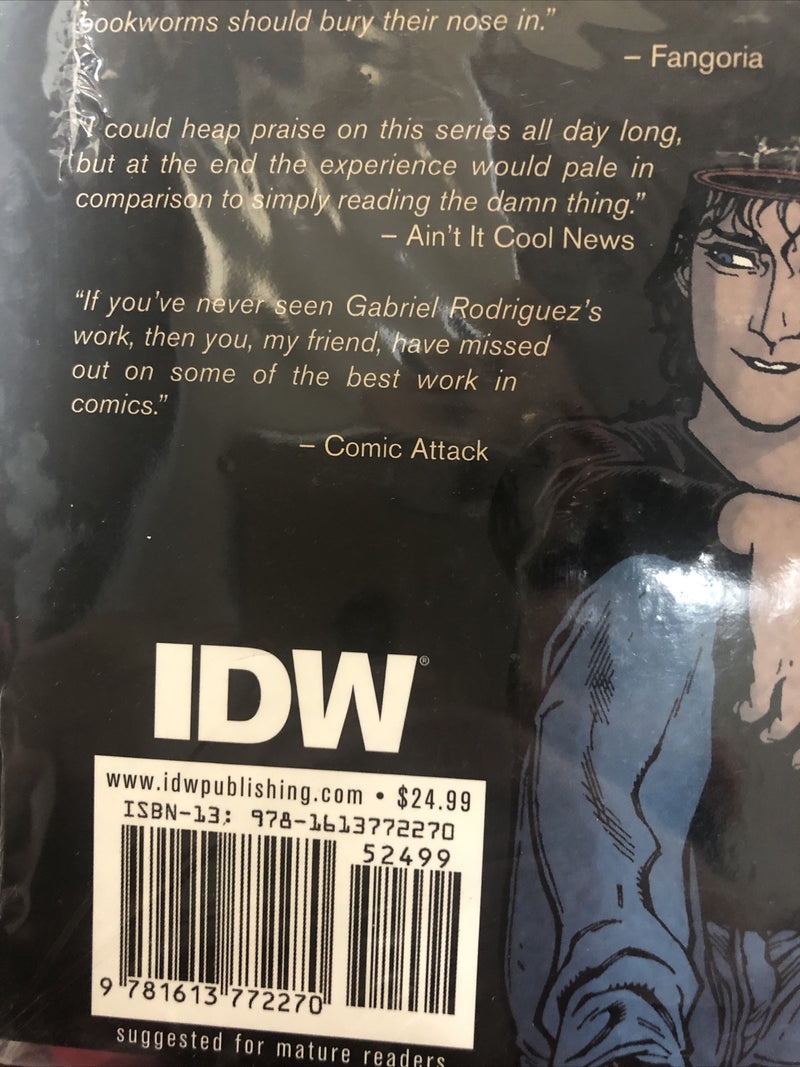 bookworms should bury their nose in.”
– Fangoria
“I could heap praise on this series all day long,
but at the end the experience would pale in
comparison to simply reading the damn thing.”
– Ain't It Cool News
“If you've never seen Gabriel Rodriguez's
work, then you, my friend, have missed
out on some of the best work in
comics.”
– Comic Attack
IDW®
www.idwpublishing.com • $24.99
ISBN-13: 978-1613772270
52499
9 781613 772270
suggested for mature readers